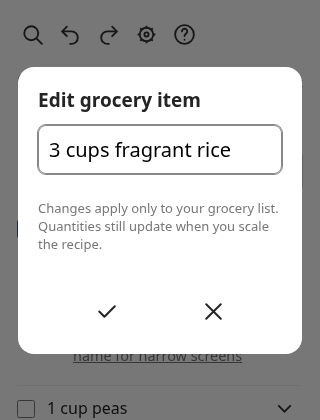 Edit grocery item
3 cups fragrant rice
Changes apply only to your grocery list.
Quantities still update when you scale
the recipe.
name for narrow screens
1 cup peas